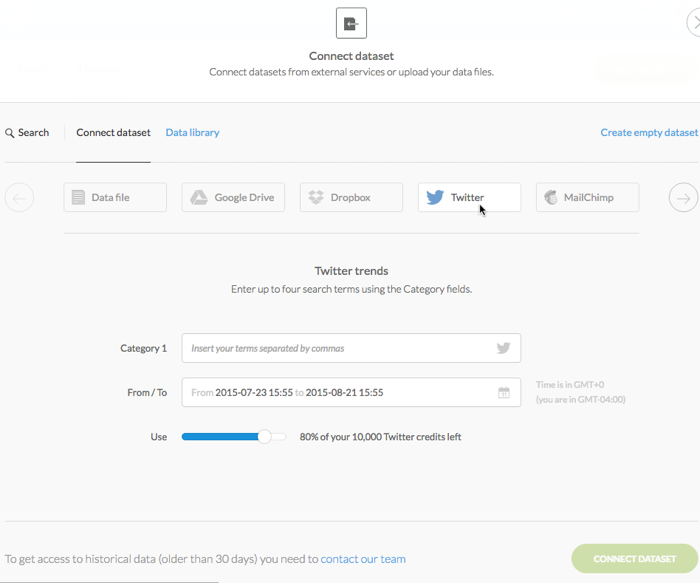 Connect dataset
Connect datasets from external services or upload your data files.
Search Connect dataset Data library Create empty dataset
Data file Google Drive Dropbox Twitter MailChimp
Twitter trends
Enter up to four search terms using the Category fields.
Category 1 Insert your terms separated by commas
From / To From 2015-07-23 15:55 to 2015-08-21 15:55 Time is in GMT+0
(you are in GMT-04:00)
Use 80% of your 10,000 Twitter credits left
To get access to historical data (older than 30 days) you need to contact our team CONNECT DATASET